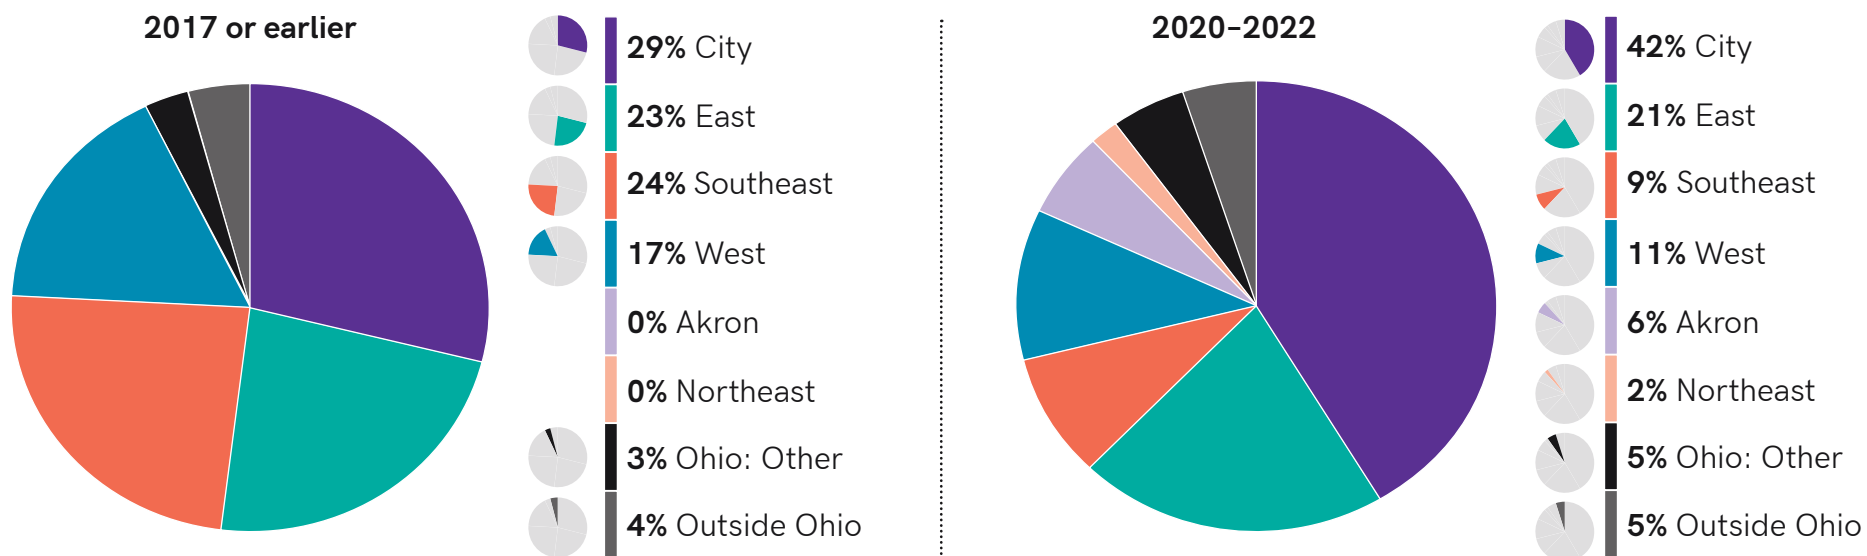 2017 or earlier
29% City
23% East
24% Southeast
17% West
0% Akron
0% Northeast
3% Ohio: Other
4% Outside Ohio
2020–2022
42% City
21% East
9% Southeast
11% West
6% Akron
2% Northeast
5% Ohio: Other
5% Outside Ohio